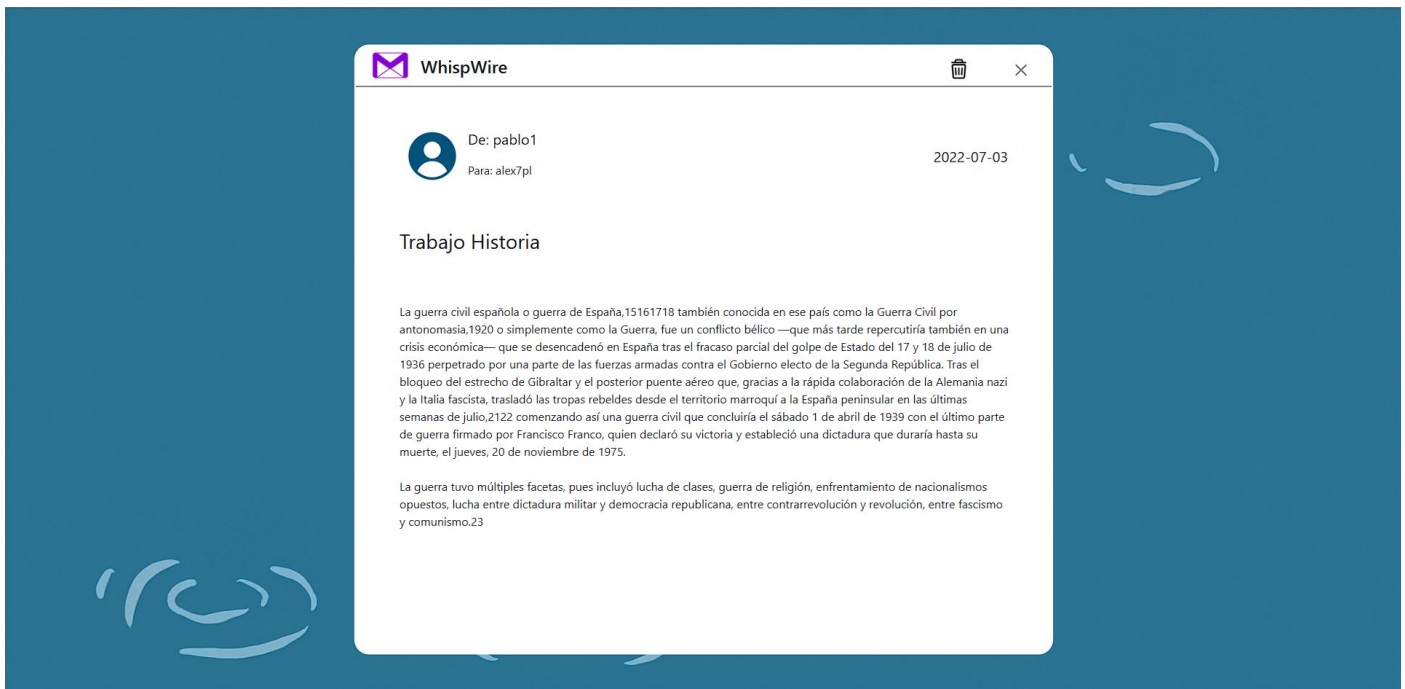 WhispWire
De: pablo1
Para: alex7pl
2022-07-03
Trabajo Historia
La guerra civil española o guerra de España,15161718 también conocida en ese país como la Guerra Civil por
antonomasia,1920 o simplemente como la Guerra, fue un conflicto bélico —que más tarde repercutiría también en una
crisis económica— que se desencadenó en España tras el fracaso parcial del golpe de Estado del 17 y 18 de julio de
1936 perpetrado por una parte de las fuerzas armadas contra el Gobierno electo de la Segunda República. Tras el
bloqueo del estrecho de Gibraltar y el posterior puente aéreo que, gracias a la rápida colaboración de la Alemania nazi
y la Italia fascista, trasladó las tropas rebeldes desde el territorio marroquí a la España peninsular en las últimas
semanas de julio,2122 comenzando así una guerra civil que concluiría el sábado 1 de abril de 1939 con el último parte
de guerra firmado por Francisco Franco, quien declaró su victoria y estableció una dictadura que duraría hasta su
muerte, el jueves, 20 de noviembre de 1975.
La guerra tuvo múltiples facetas, pues incluyó lucha de clases, guerra de religión, enfrentamiento de nacionalismos
opuestos, lucha entre dictadura militar y democracia republicana, entre contrarrevolución y revolución, entre fascismo
y comunismo.23